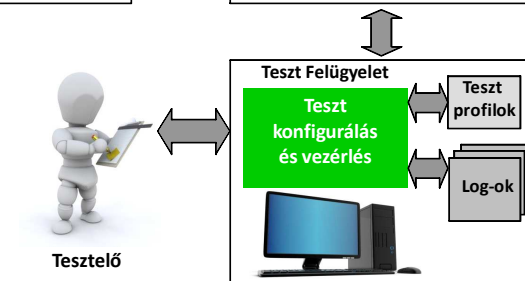 Teszt Felügyelet
Teszt
konfigurálás
és vezérlés
Teszt
profilok
Log-ok
Tesztelő